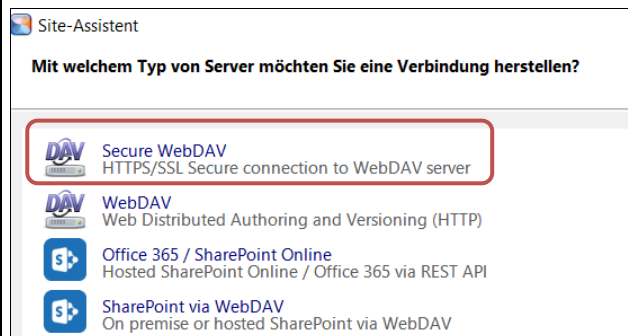 Site-Assistent
Mit welchem Typ von Server möchten Sie eine Verbindung herstellen?
DAV
Secure WebDAV
HTTPS/SSL Secure connection to WebDAV server
DAV
WebDAV
Web Distributed Authoring and Versioning (HTTP)
S
Office 365 / SharePoint Online
Hosted SharePoint Online / Office 365 via REST API
S
SharePoint via WebDAV
On premise or hosted SharePoint via WebDAV